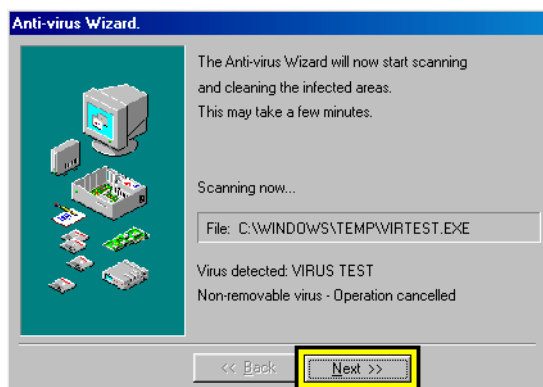 Anti-virus Wizard.
The Anti-virus Wizard will now start scanning
and cleaning the infected areas.
This may take a few minutes.
Scanning now...
File: C:\WINDOWS\TEMP\VIRTEST.EXE
Virus detected: VIRUS TEST
Non-removable virus - Operation cancelled
<< Back
Next >>